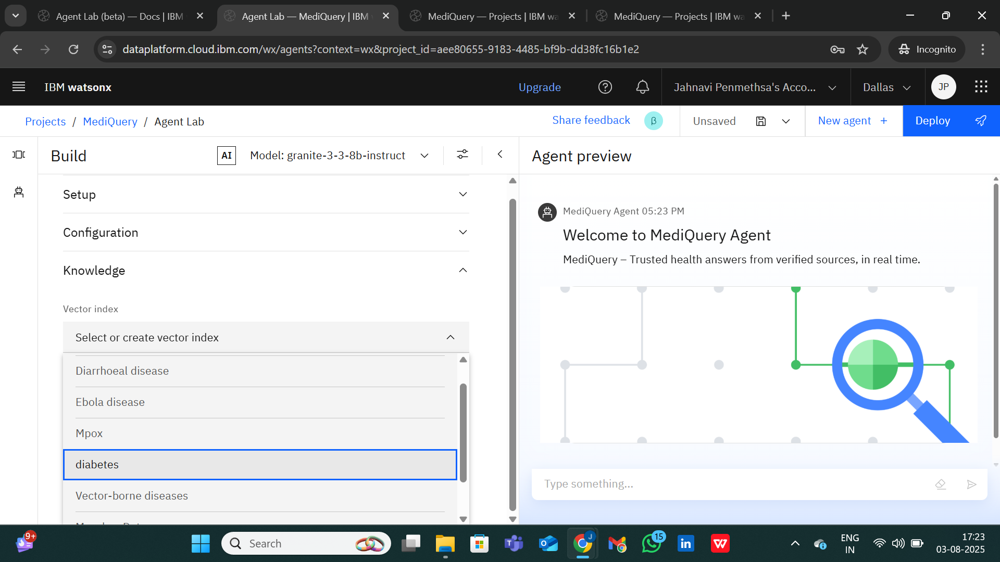 Agent Lab (beta) — Docs | IBM
Agent Lab — MediQuery | IBM
MediQuery — Projects | IBM wa
MediQuery — Projects | IBM wa
dataplatform.cloud.ibm.com/wx/agents?context=wx&project_id=aee80655-9183-4485-bf9b-dd38fc16b1e2
Incognito
IBM watsonx
Upgrade
Jahnavi Penmethsa's Acco...
Dallas
JP
Projects / MediQuery / Agent Lab
Share feedback
β
Unsaved
New agent +
Deploy
Build
AI
Model: granite-3-3-8b-instruct
Agent preview
Setup
Configuration
Knowledge
Vector index
Select or create vector index
Diarrhoeal disease
Ebola disease
Mpox
diabetes
Vector-borne diseases
MediQuery Agent 05:23 PM
Welcome to MediQuery Agent
MediQuery – Trusted health answers from verified sources, in real time.
Type something...
9+
Search
T
J
15
in
W
ENG
IN
17:23
03-08-2025